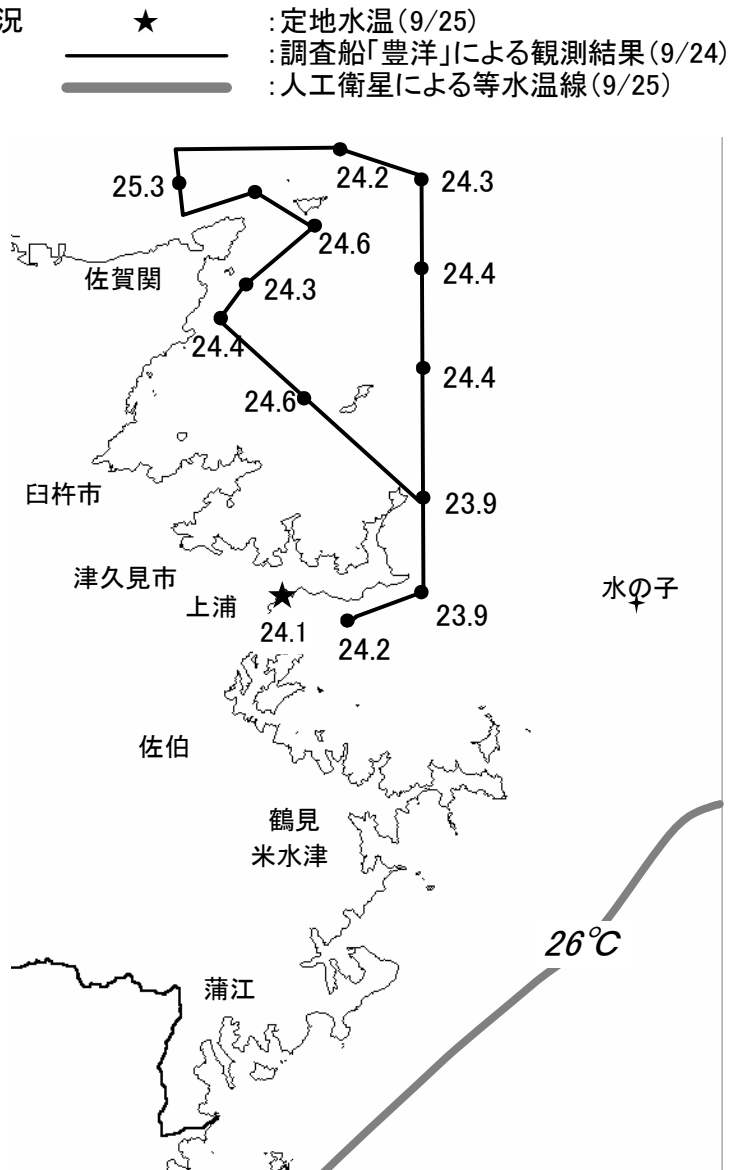 況 ★ :定地水温(9/25)
:調査船「豊洋」による観測結果(9/24)
:人工衛星による等水温線(9/25)
24.2
25.3
24.3
24.6
佐賀関
24.4
24.3
24.4
24.4
24.6
臼杵市
23.9
津久見市
水の子
上浦
23.9
24.1
24.2
佐伯
鶴見
米水津
26℃
蒲江